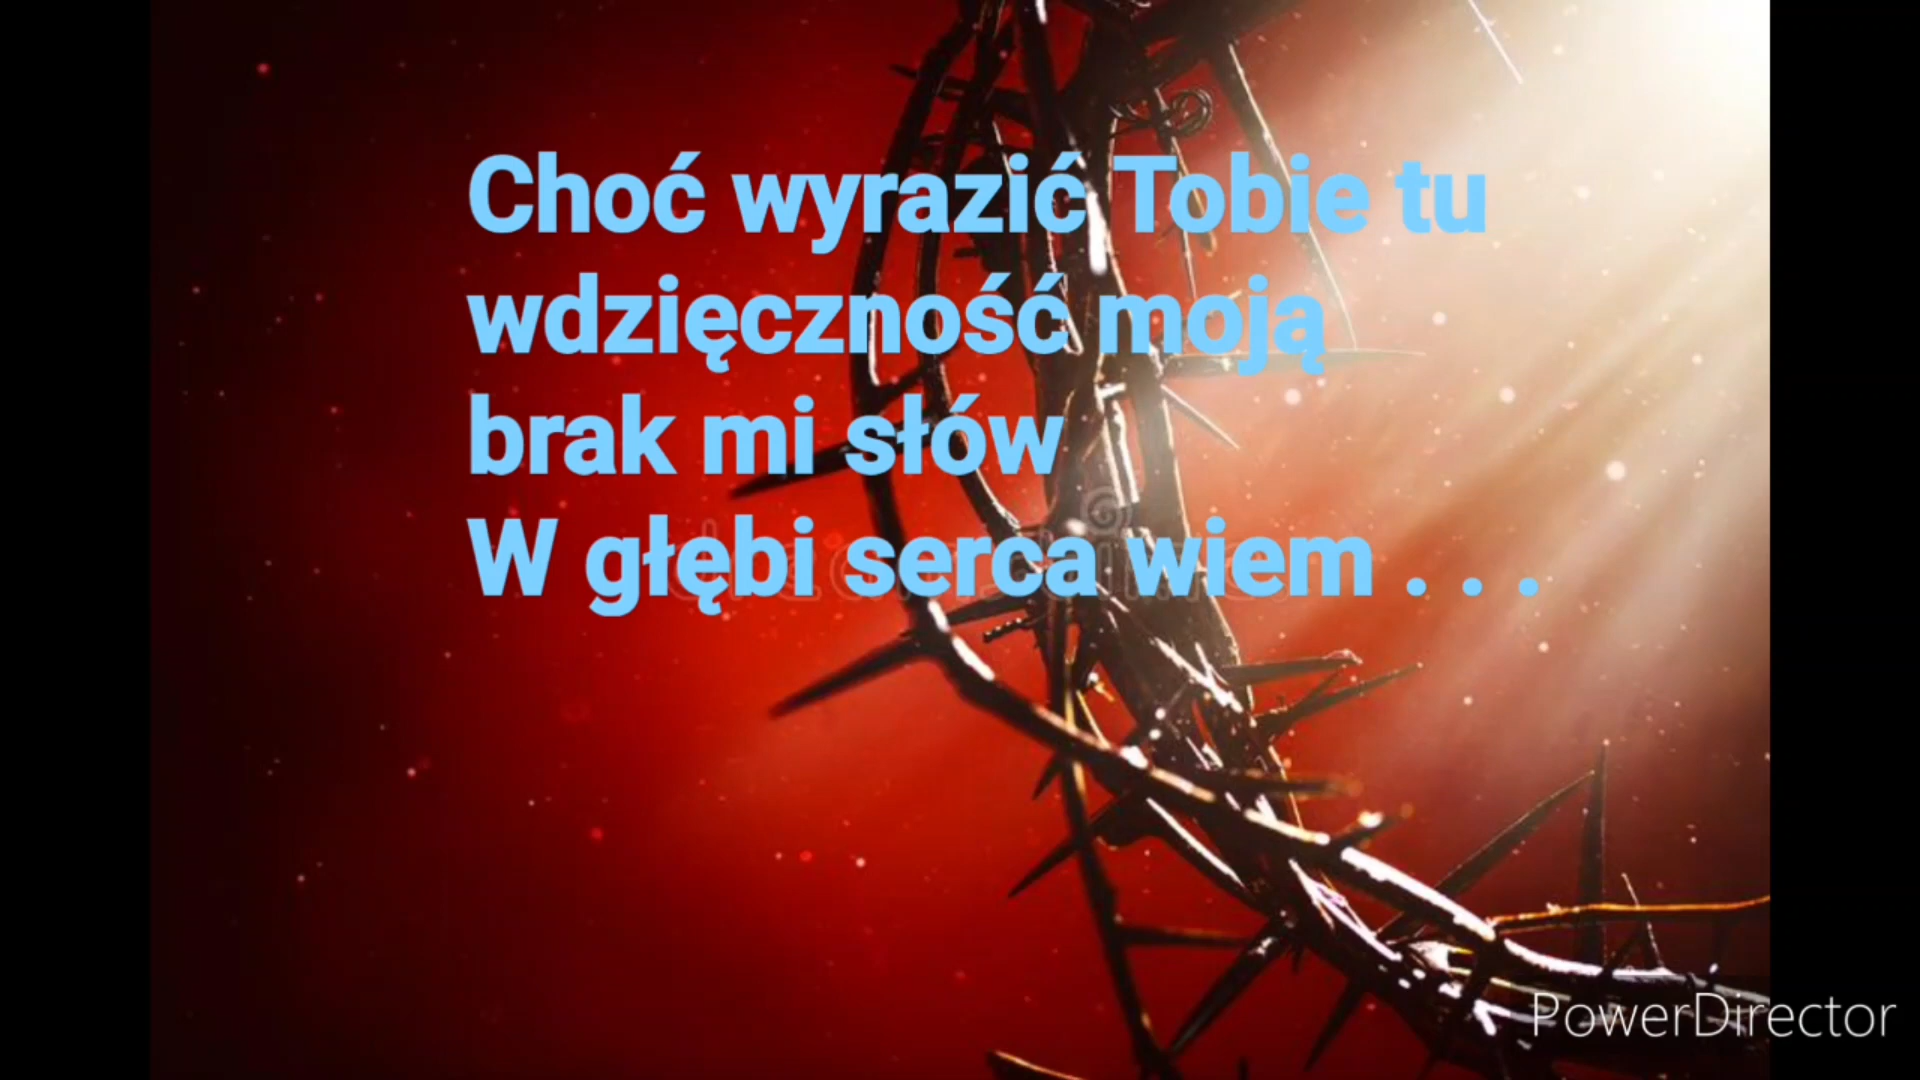 Choć wyrazić Tobie tu
wdzięczność moją
brak mi słów
W głębi serca wiem . . .
PowerDirector